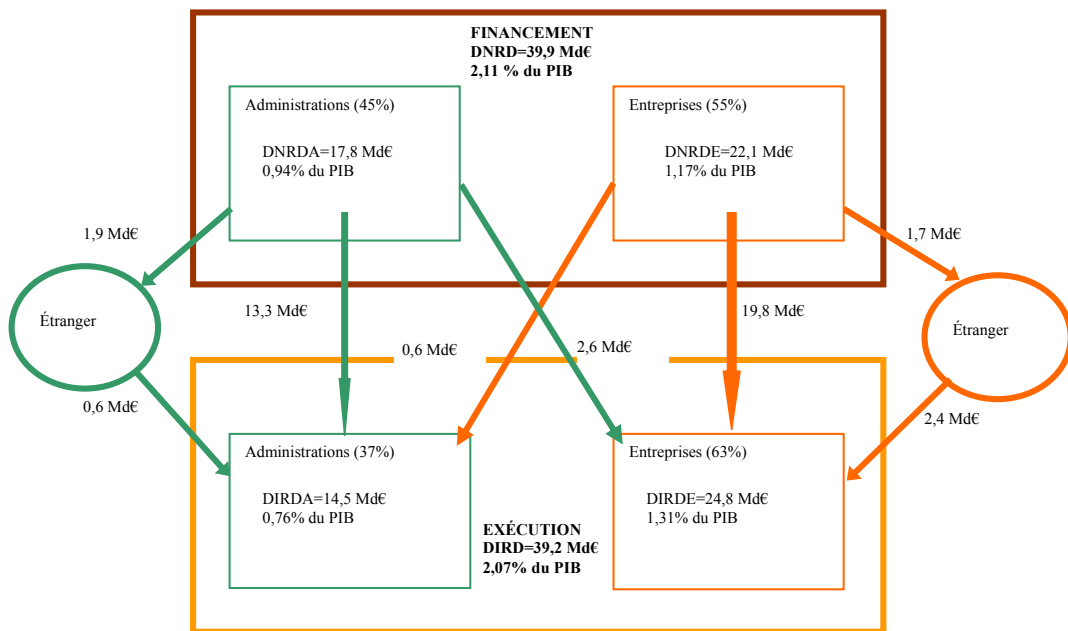 FINANCEMENT
DNRD=39,9 Md€
2,11 % du PIB
Administrations (45%)
DNRDA=17,8 Md€
0,94% du PIB
Entreprises (55%)
DNRDE=22,1 Md€
1,17% du PIB
1,9 Md€
1,7 Md€
Étranger
13,3 Md€
19,8 Md€
Étranger
0,6 Md€
2,6 Md€
0,6 Md€
2,4 Md€
Administrations (37%)
DIRDA=14,5 Md€
0,76% du PIB
Entreprises (63%)
DIRDE=24,8 Md€
1,31% du PIB
EXÉCUTION
DIRD=39,2 Md€
2,07% du PIB